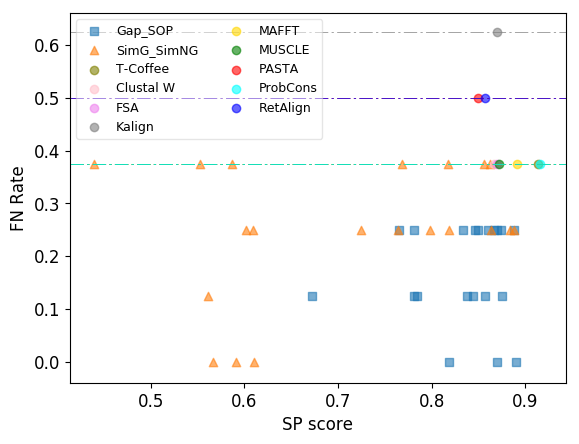 Gap_SOP
SimG_SimNG
T-Coffee
Clustal W
FSA
Kalign
MAFFT
MUSCLE
PASTA
ProbCons
RetAlign
FN Rate
0.6
0.5
0.4
0.3
0.2
0.1
0.0
0.5 0.6 0.7 0.8 0.9
SP score